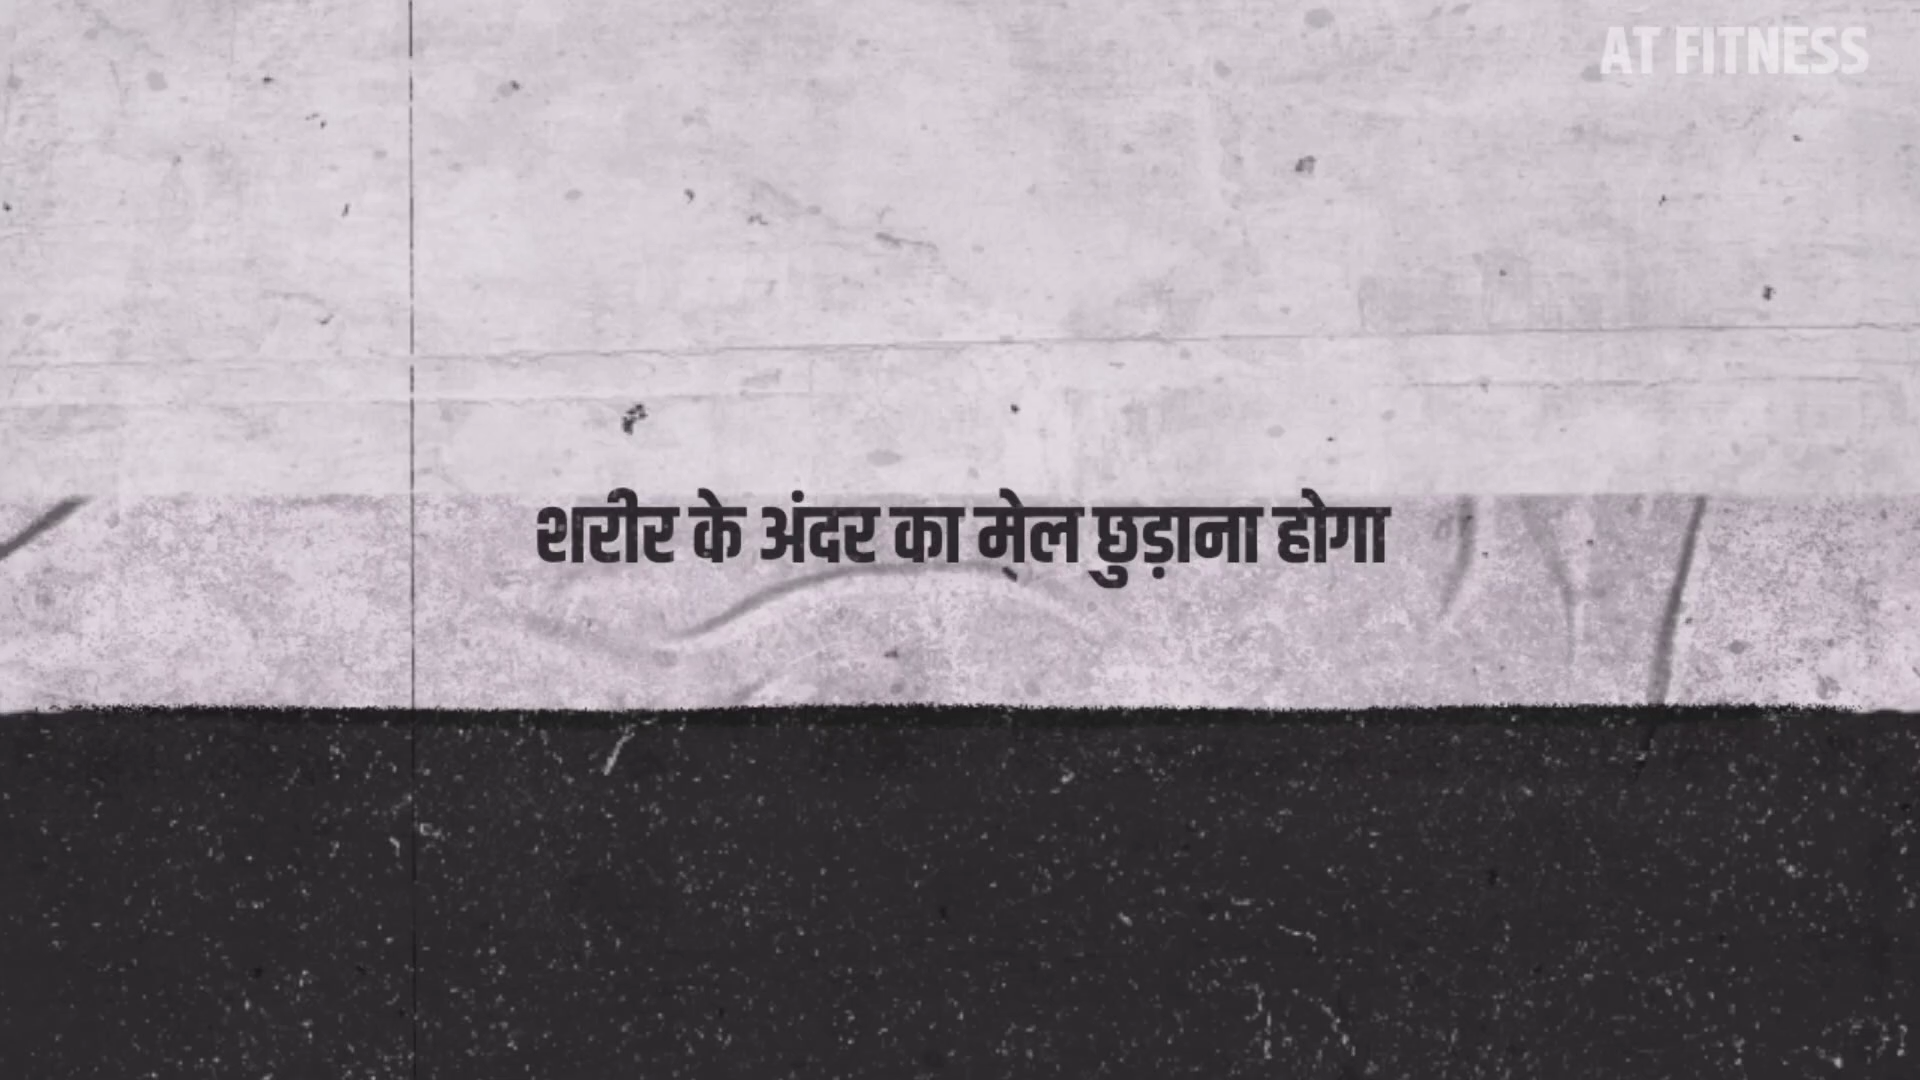 AT FITNESS
शरीर के अंदर का मेल छुड़ाना होगा